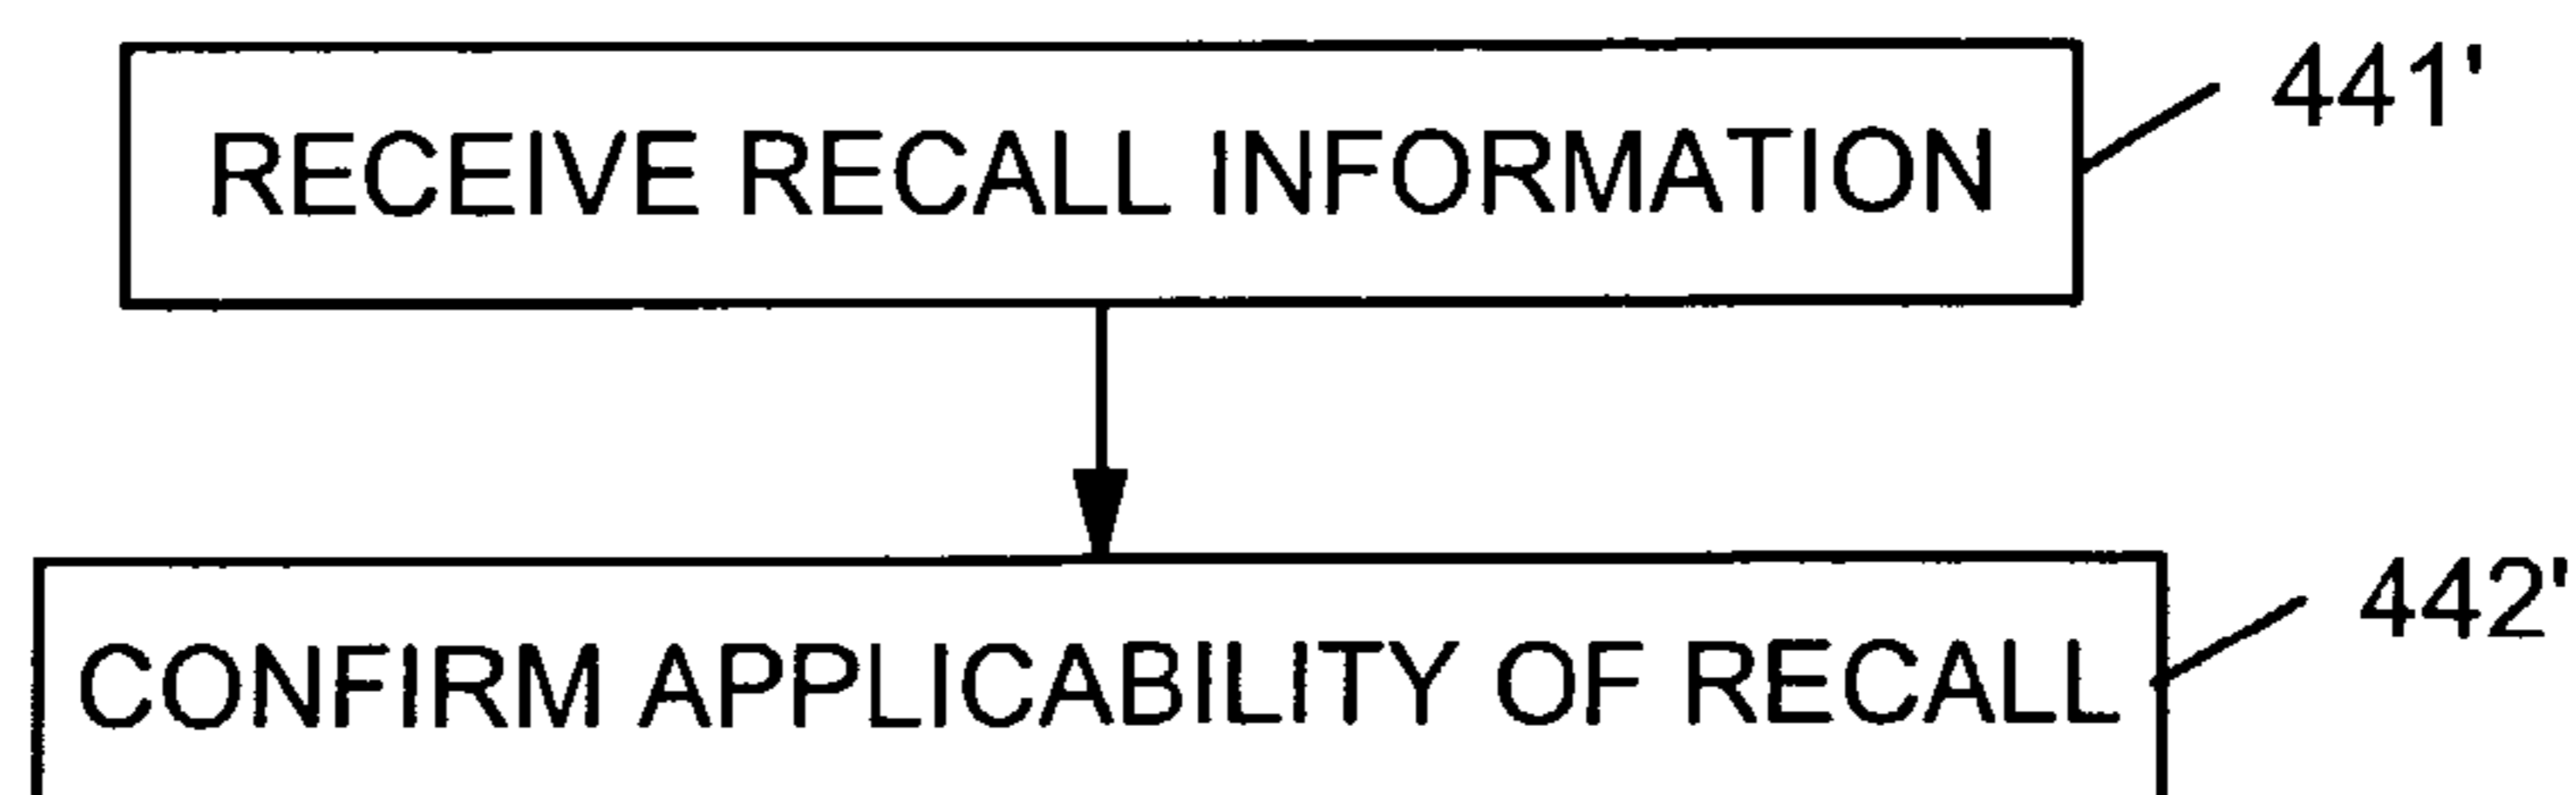 RECEIVE RECALL INFORMATION
441'
CONFIRM APPLICABILITY OF RECALL
442'